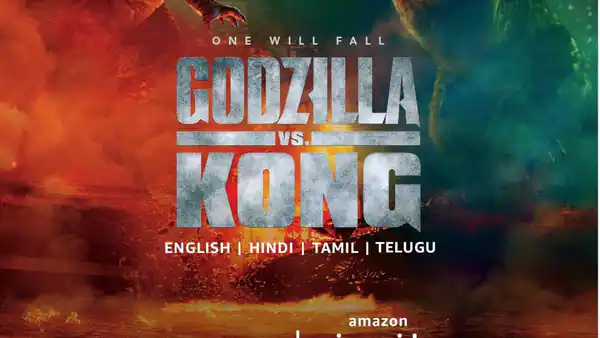 ONE WILL FALL
GODZILLA
VS.
KONG
ENGLISH | HINDI | TAMIL | TELUGU
amazon